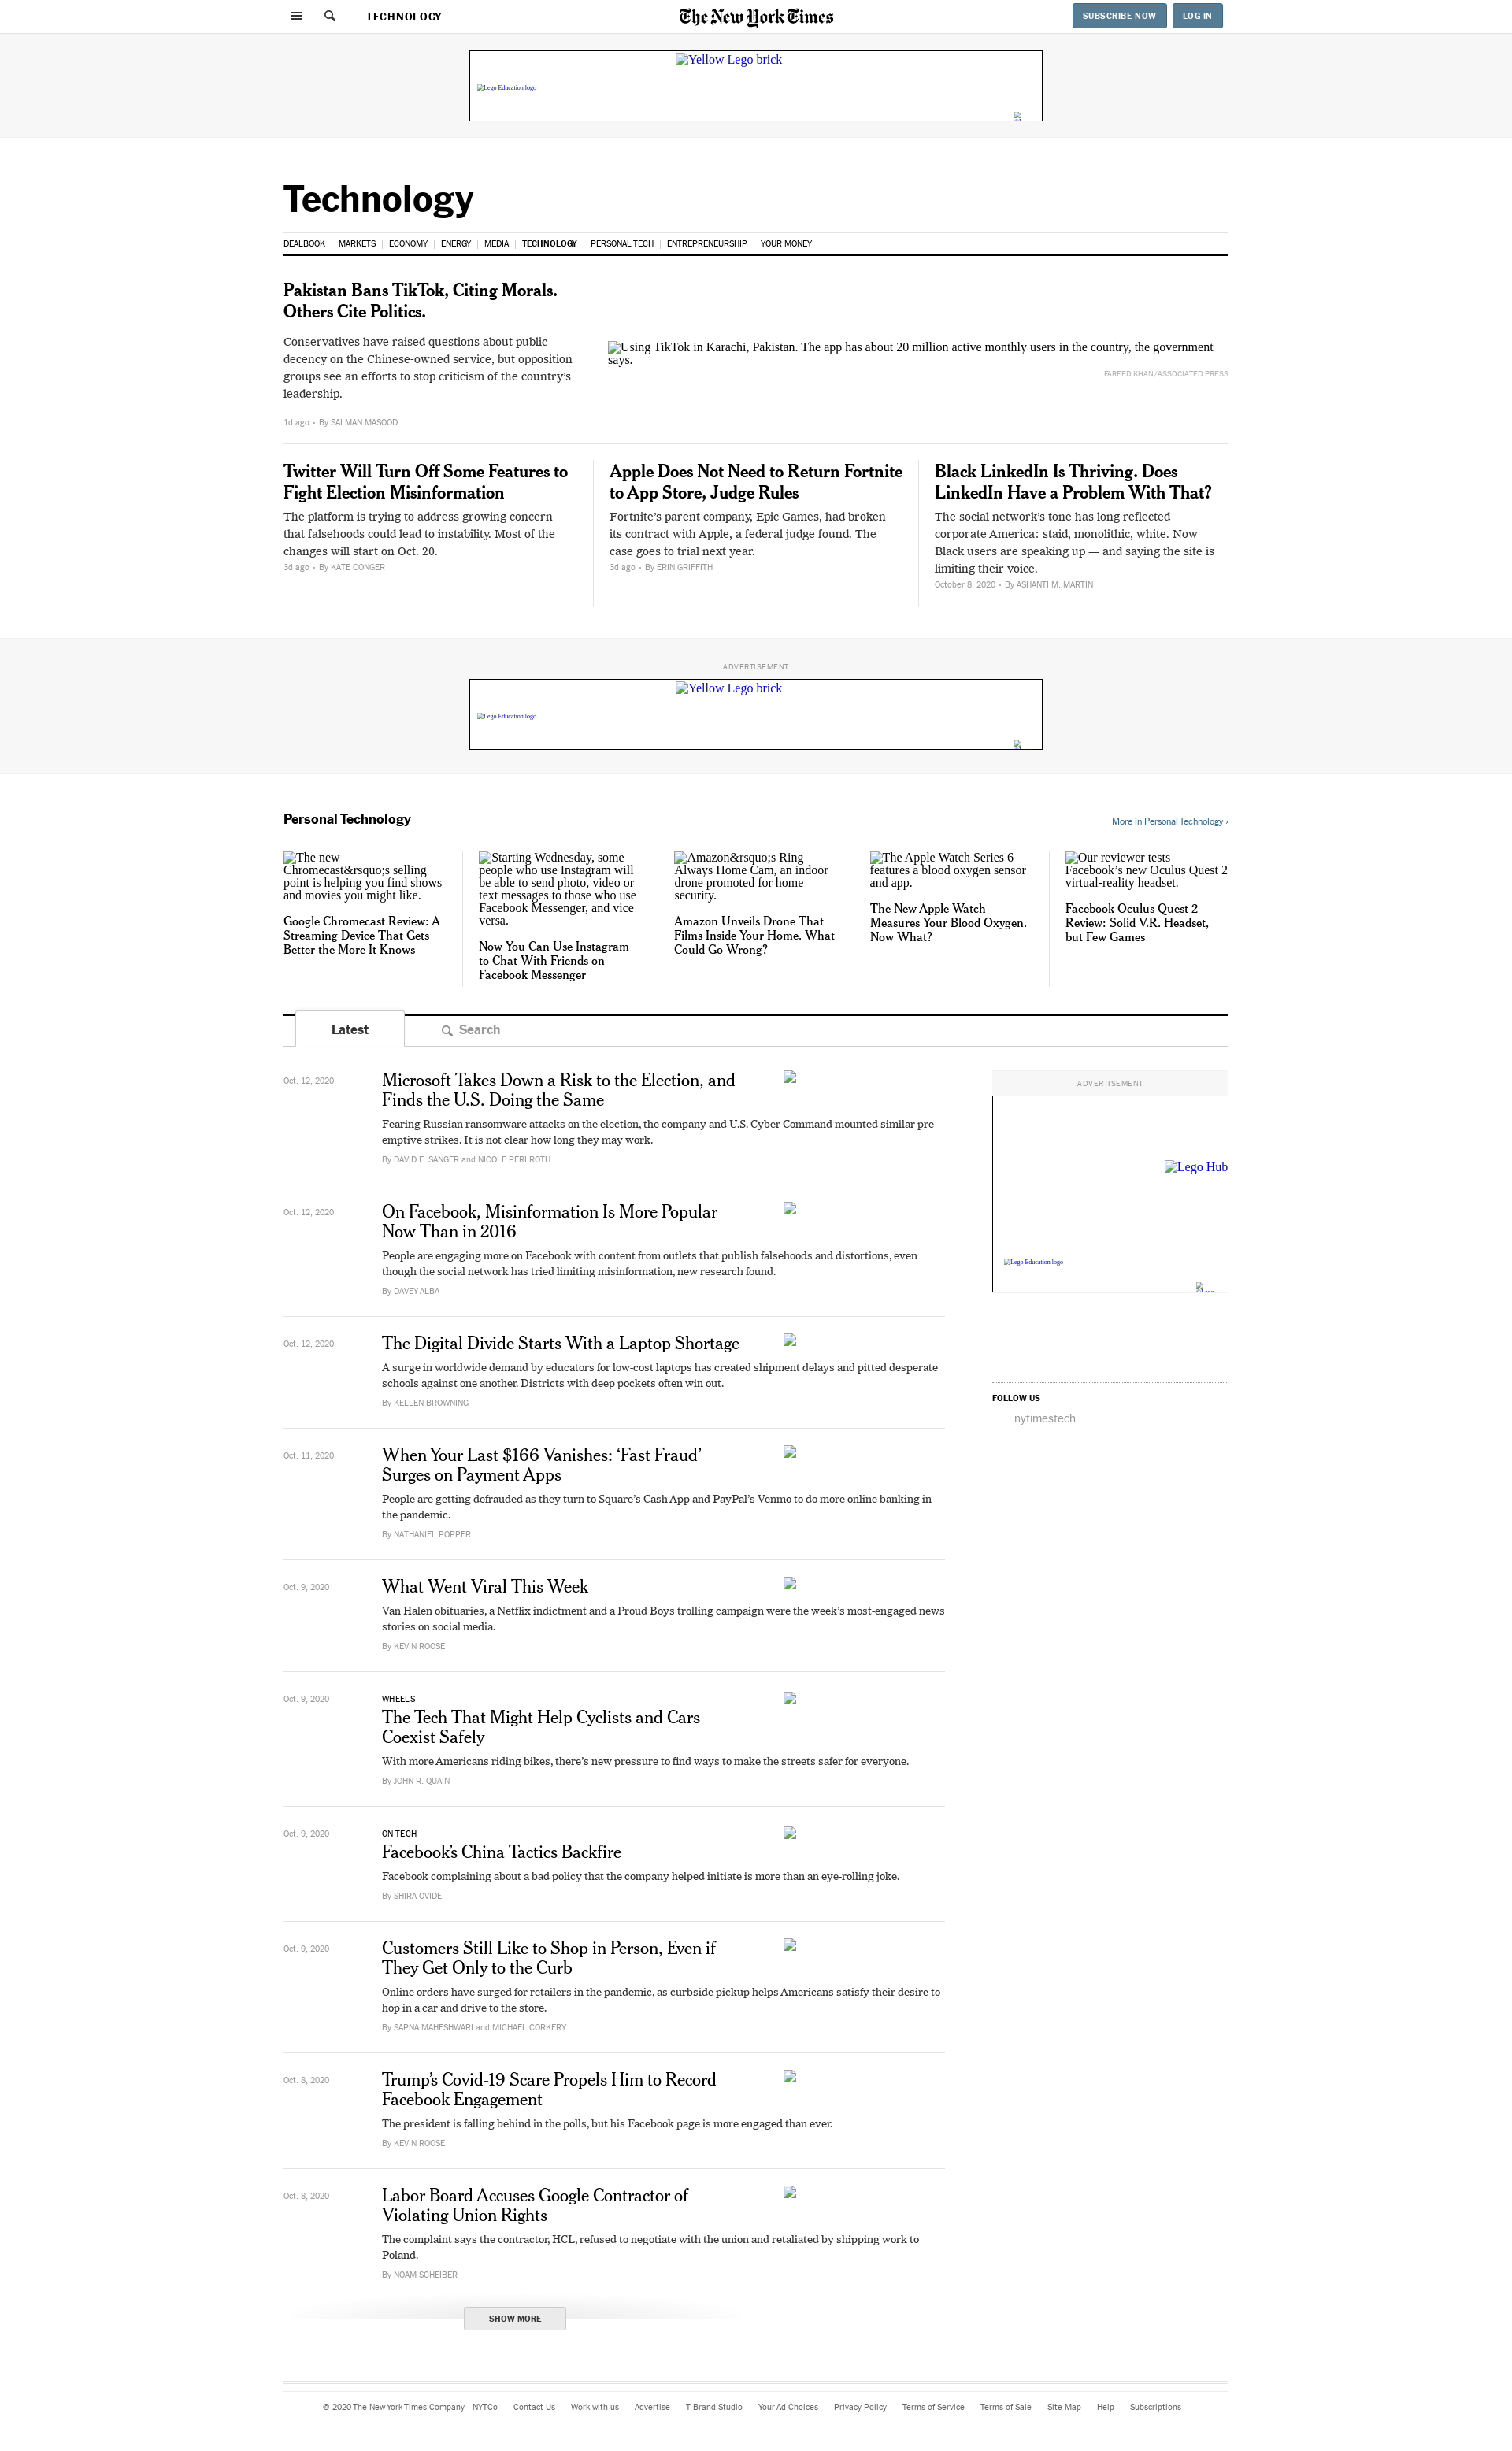 TECHNOLOGY
The New York Times
SUBSCRIBE NOW
LOG IN
Yellow Lego brick
Lego Education logo
Technology
DEALBOOK
MARKETS
ECONOMY
ENERGY
MEDIA
TECHNOLOGY
PERSONAL TECH
ENTREPRENEURSHIP
YOUR MONEY
Pakistan Bans TikTok, Citing Morals.
Others Cite Politics.
Conservatives have raised questions about public
decency on the Chinese-owned service, but opposition
groups see an efforts to stop criticism of the country’s
leadership.
1d ago • By SALMAN MASOOD
Using TikTok in Karachi, Pakistan. The app has about 20 million active monthly users in the country, the government
says.
FAREED KHAN/ASSOCIATED PRESS
Twitter Will Turn Off Some Features to
Fight Election Misinformation
The platform is trying to address growing concern
that falsehoods could lead to instability. Most of the
changes will start on Oct. 20.
3d ago • By KATE CONGER
Apple Does Not Need to Return Fortnite
to App Store, Judge Rules
Fortnite’s parent company, Epic Games, had broken
its contract with Apple, a federal judge found. The
case goes to trial next year.
3d ago • By ERIN GRIFFITH
Black LinkedIn Is Thriving. Does
LinkedIn Have a Problem With That?
The social network’s tone has long reflected
corporate America: staid, monolithic, white. Now
Black users are speaking up — and saying the site is
limiting their voice.
October 8, 2020 • By ASHANTI M. MARTIN
ADVERTISEMENT
Yellow Lego brick
Lego Education logo
Personal Technology
More in Personal Technology ›
The new
Chromecast&rsquo;s selling
point is helping you find shows
and movies you might like.
Google Chromecast Review: A
Streaming Device That Gets
Better the More It Knows
Starting Wednesday, some
people who use Instagram will
be able to send photo, video or
text messages to those who use
Facebook Messenger, and vice
versa.
Now You Can Use Instagram
to Chat With Friends on
Facebook Messenger
Amazon&rsquo;s Ring
Always Home Cam, an indoor
drone promoted for home
security.
Amazon Unveils Drone That
Films Inside Your Home. What
Could Go Wrong?
The Apple Watch Series 6
features a blood oxygen sensor
and app.
The New Apple Watch
Measures Your Blood Oxygen.
Now What?
Our reviewer tests
Facebook’s new Oculus Quest 2
virtual-reality headset.
Facebook Oculus Quest 2
Review: Solid V.R. Headset,
but Few Games
Latest
Search
Oct. 12, 2020
Microsoft Takes Down a Risk to the Election, and
Finds the U.S. Doing the Same
Fearing Russian ransomware attacks on the election, the company and U.S. Cyber Command mounted similar pre-
emptive strikes. It is not clear how long they may work.
By DAVID E. SANGER and NICOLE PERLROTH
Oct. 12, 2020
On Facebook, Misinformation Is More Popular
Now Than in 2016
People are engaging more on Facebook with content from outlets that publish falsehoods and distortions, even
though the social network has tried limiting misinformation, new research found.
By DAVEY ALBA
Oct. 12, 2020
The Digital Divide Starts With a Laptop Shortage
A surge in worldwide demand by educators for low-cost laptops has created shipment delays and pitted desperate
schools against one another. Districts with deep pockets often win out.
By KELLEN BROWNING
Oct. 11, 2020
When Your Last $166 Vanishes: ‘Fast Fraud’
Surges on Payment Apps
People are getting defrauded as they turn to Square’s Cash App and PayPal’s Venmo to do more online banking in
the pandemic.
By NATHANIEL POPPER
Oct. 9, 2020
What Went Viral This Week
Van Halen obituaries, a Netflix indictment and a Proud Boys trolling campaign were the week’s most-engaged news
stories on social media.
By KEVIN ROOSE
Oct. 9, 2020
WHEELS
The Tech That Might Help Cyclists and Cars
Coexist Safely
With more Americans riding bikes, there’s new pressure to find ways to make the streets safer for everyone.
By JOHN R. QUAIN
Oct. 9, 2020
ON TECH
Facebook’s China Tactics Backfire
Facebook complaining about a bad policy that the company helped initiate is more than an eye-rolling joke.
By SHIRA OVIDE
Oct. 9, 2020
Customers Still Like to Shop in Person, Even if
They Get Only to the Curb
Online orders have surged for retailers in the pandemic, as curbside pickup helps Americans satisfy their desire to
hop in a car and drive to the store.
By SAPNA MAHESHWARI and MICHAEL CORKERY
Oct. 8, 2020
Trump’s Covid-19 Scare Propels Him to Record
Facebook Engagement
The president is falling behind in the polls, but his Facebook page is more engaged than ever.
By KEVIN ROOSE
Oct. 8, 2020
Labor Board Accuses Google Contractor of
Violating Union Rights
The complaint says the contractor, HCL, refused to negotiate with the union and retaliated by shipping work to
Poland.
By NOAM SCHEIBER
SHOW MORE
ADVERTISEMENT
Lego Hub
Lego Education logo
FOLLOW US
nytimestech
© 2020 The New York Times Company
NYTCo
Contact Us
Work with us
Advertise
T Brand Studio
Your Ad Choices
Privacy Policy
Terms of Service
Terms of Sale
Site Map
Help
Subscriptions